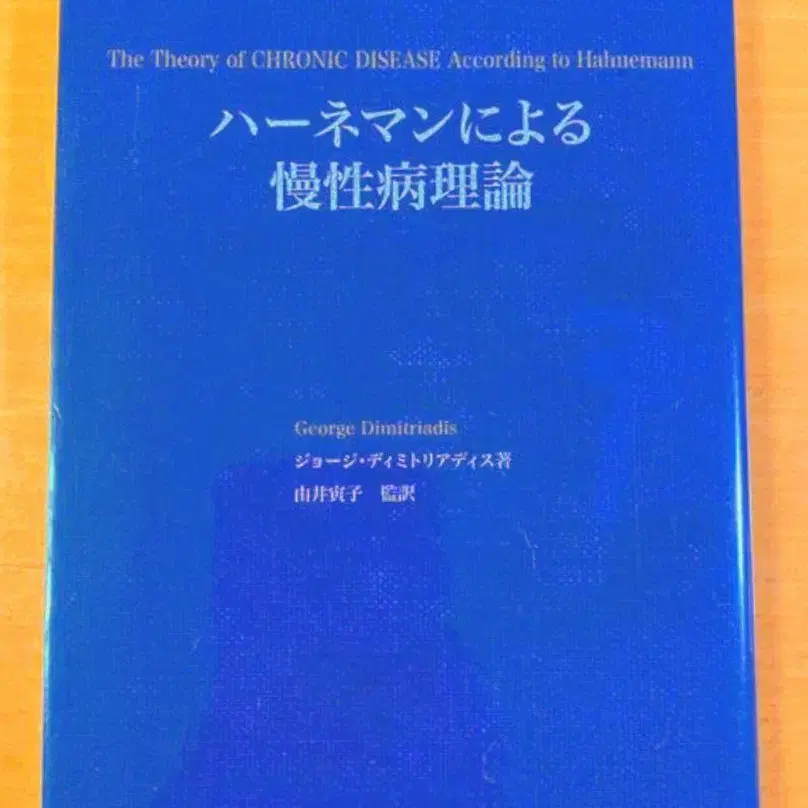 The Theory of CHRONIC DISEASE According to Hahnemann
ハーネマンによる
慢性病理論
George Dimitriadis
ジョージ・ディミトリアディス著
由井寅子 監訳